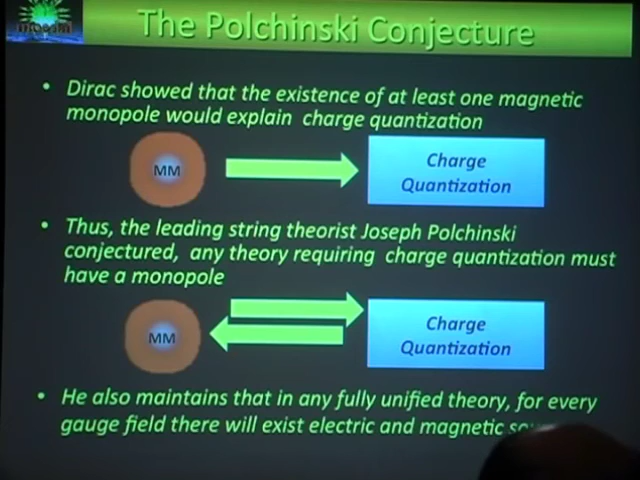 The Polchinski Conjecture
• Dirac showed that the existence of at least one magnetic
monopole would explain charge quantization
MM
Charge
Quantization
• Thus, the leading string theorist Joseph Polchinski
conjectured, any theory requiring charge quantization must
have a monopole
MM
Charge
Quantization
• He also maintains that in any fully unified theory, for every
gauge field there will exist electric and magnetic